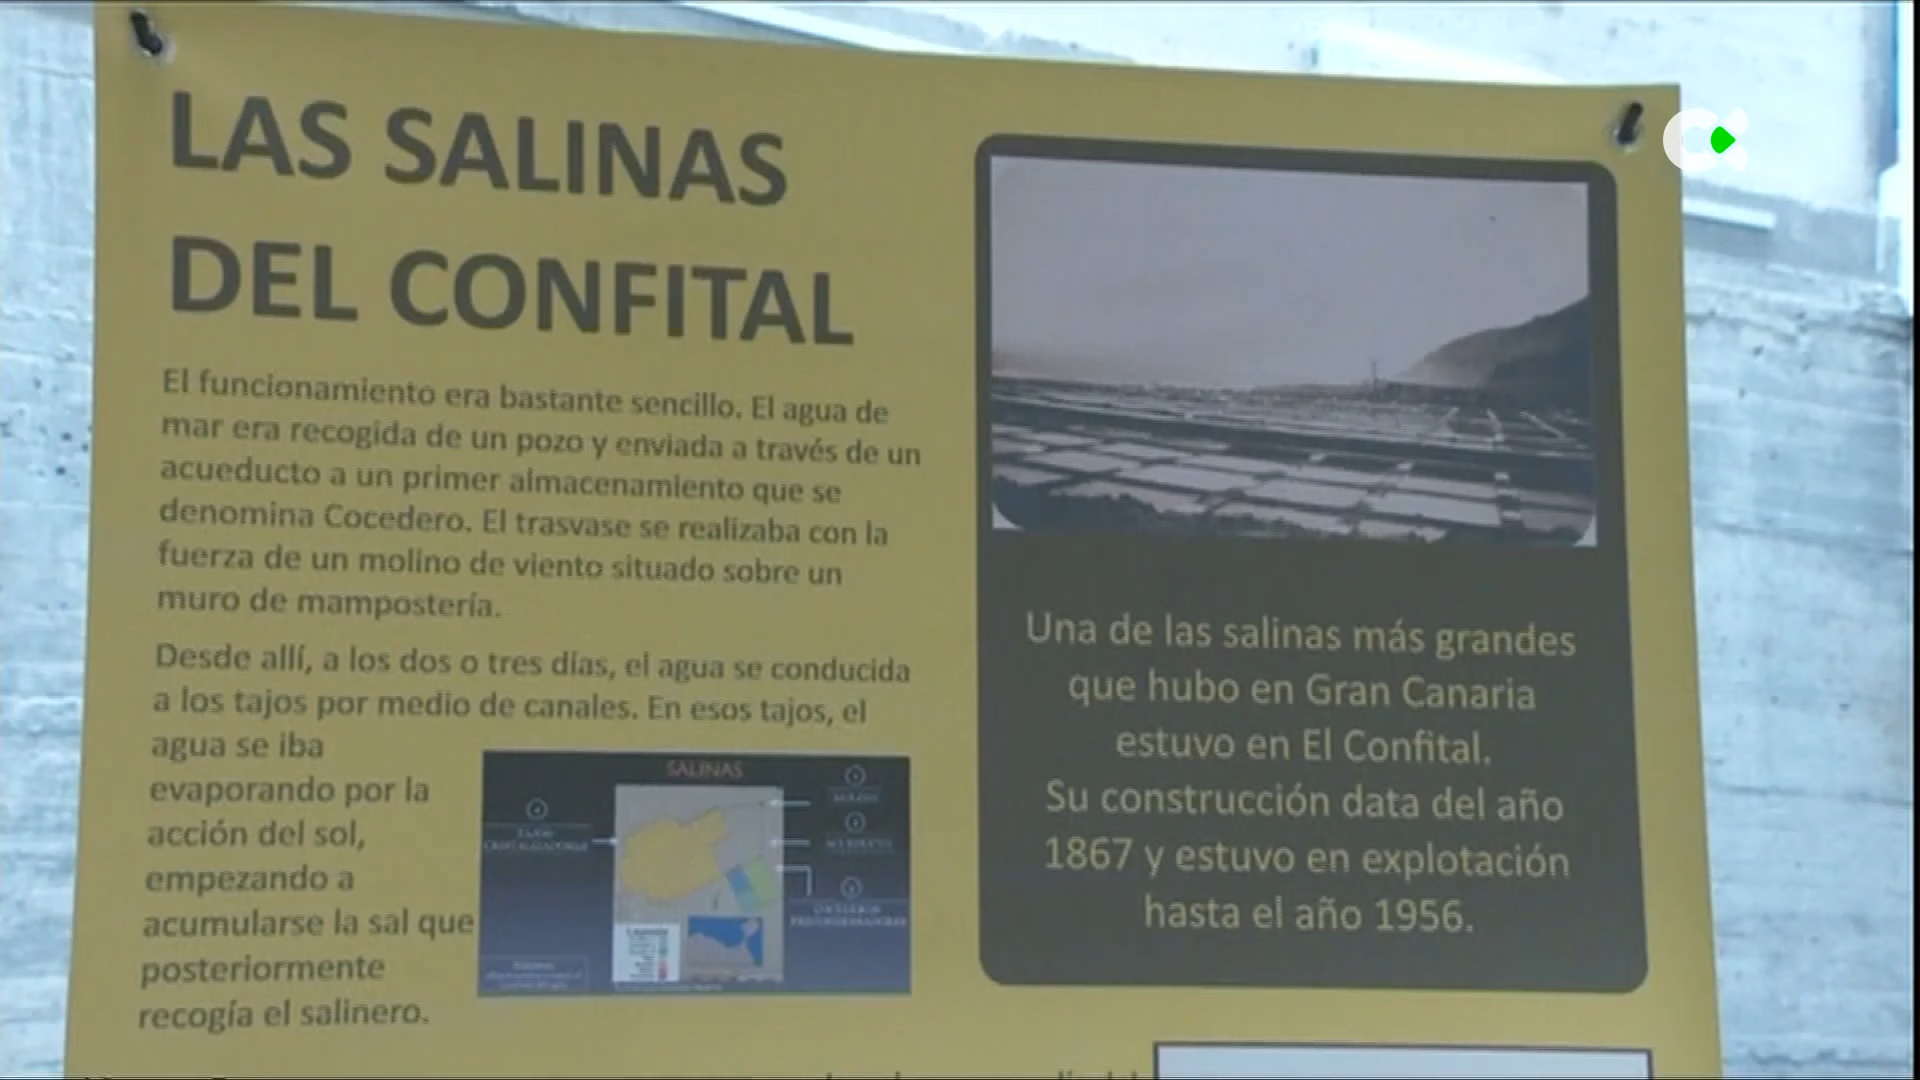 LAS SALINAS
DEL CONFITAL
El funcionamiento era bastante sencillo. El agua de
mar era recogida de un pozo y enviada a través de un
acueducto a un primer almacenamiento que se
denomina Cocedero. El trasvase se realizaba con la
fuerza de un molino de viento situado sobre un
muro de mampostería.
Desde allí, a los dos o tres días, el agua se conducida
a los tajos por medio de canales. En esos tajos, el
agua se iba
evaporando por la
acción del sol,
empezando a
acumularse la sal que
posteriormente
recogía el salinero.
SALINAS
Una de las salinas más grandes
que hubo en Gran Canaria
estuvo en El Confital.
Su construcción data del año
1867 y estuvo en explotación
hasta el año 1956.